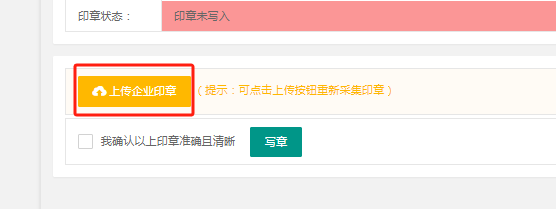 印章状态： 印章未写入
上传企业印章 （提示：可点击上传按钮重新采集印章）
我确认以上印章准确且清晰 写章